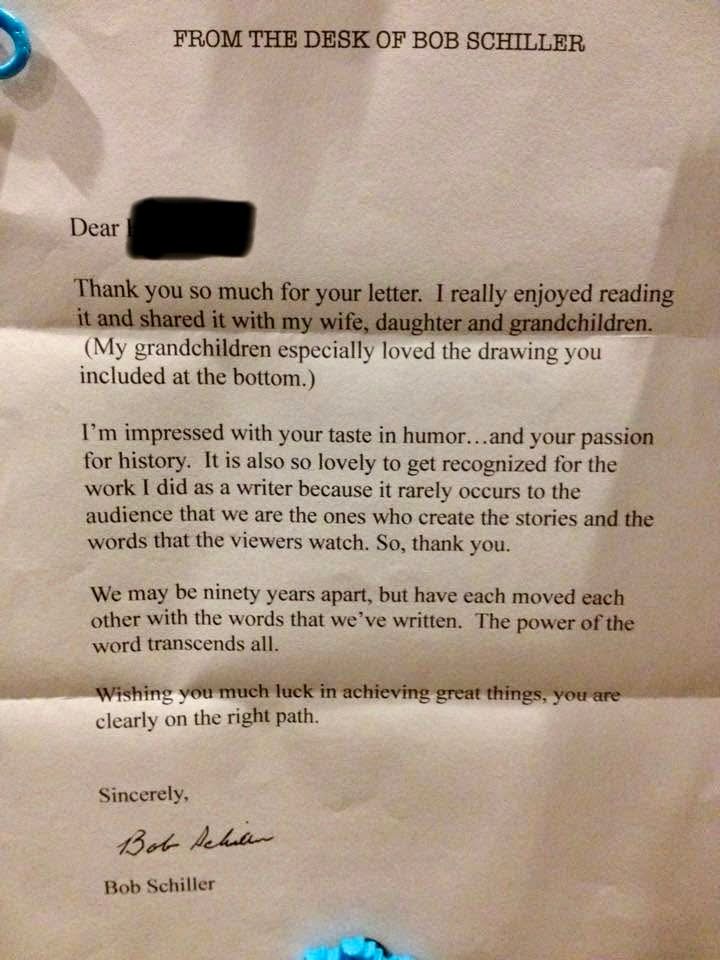 FROM THE DESK OF BOB SCHILLER
Dear
Thank you so much for your letter. I really enjoyed reading
it and shared it with my wife, daughter and grandchildren.
(My grandchildren especially loved the drawing you
included at the bottom.)
I'm impressed with your taste in humor…and your passion
for history. It is also so lovely to get recognized for the
work I did as a writer because it rarely occurs to the
audience that we are the ones who create the stories and the
words that the viewers watch. So, thank you.
We may be ninety years apart, but have each moved each
other with the words that we've written. The power of the
word transcends all.
Wishing you much luck in achieving great things, you are
clearly on the right path.
Sincerely,
Bob Schiller
Bob Schiller